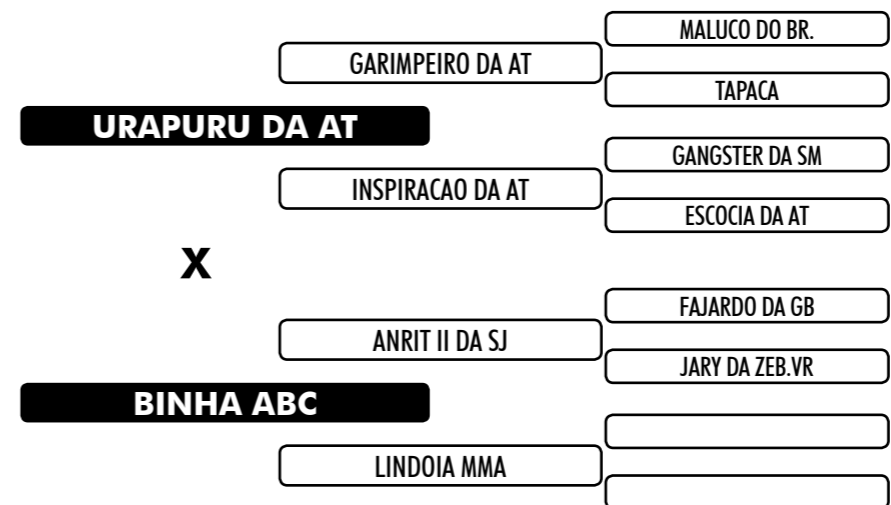 MALUCO DO BR.
GARIMPEIRO DA AT
TAPACA
URAPURU DA AT
GANGSTER DA SM
INSPIRACAO DA AT
ESCOCIA DA AT
X
FAJARDO DA GB
ANRIT II DA SJ
JARY DA ZEB.VR
BINHA ABC
LINDOIA MMA